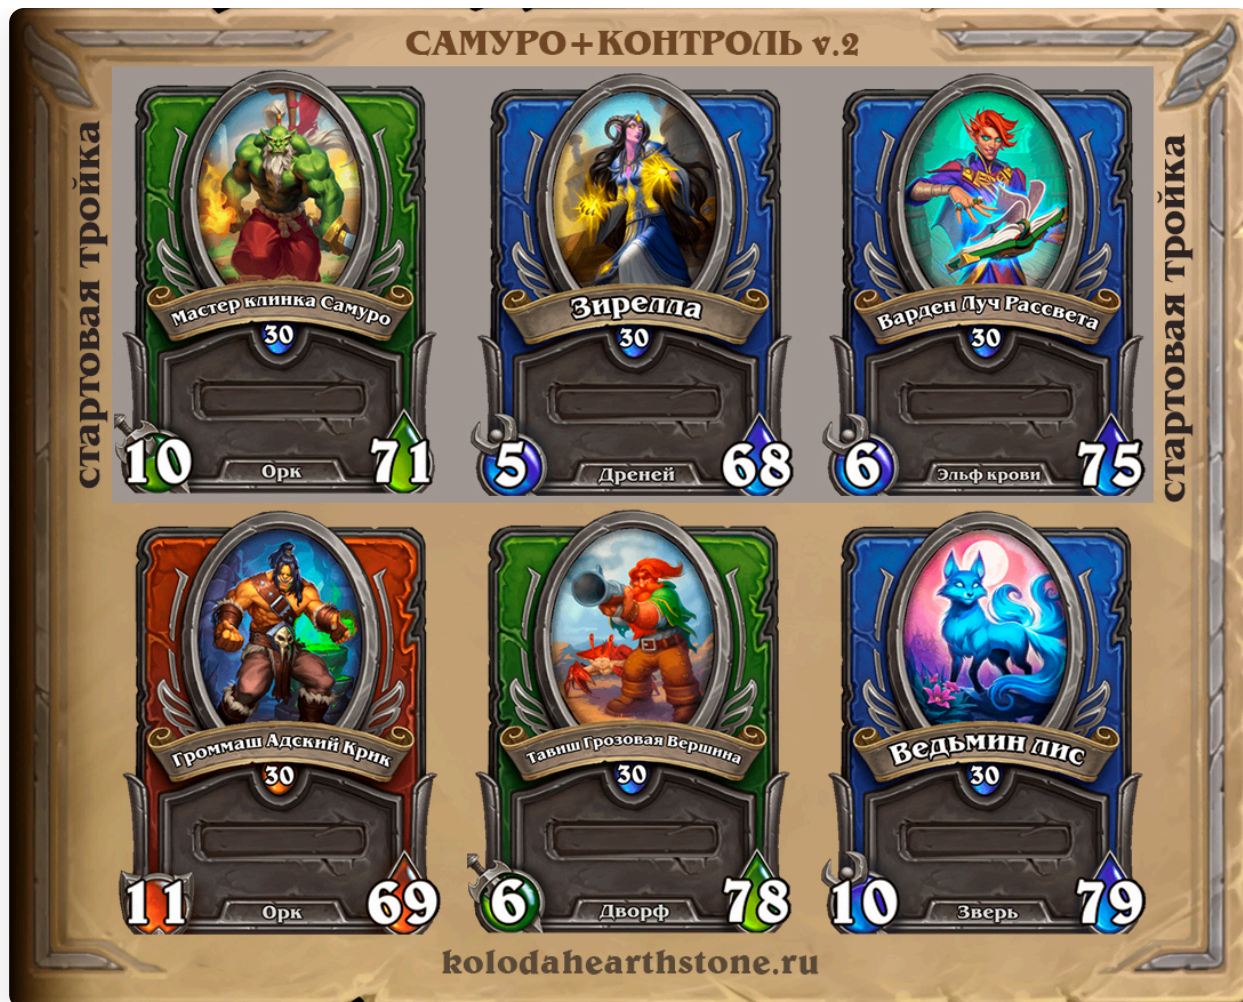 САМУРО+КОНТРОЛЬ v.2
стартовая тройка
Мастер клинка Самуро
30
10
Орк
71
Зирелла
30
5
Дреней
68
Варден Луч Рассвета
30
6
Эльф крови
75
стартовая тройка
Громмаш Адский Крик
30
11
Орк
69
Тавиш Грозовая Вершина
30
6
Дворф
78
Ведьмин лис
30
10
Зверь
79
kolodahearthstone.ru